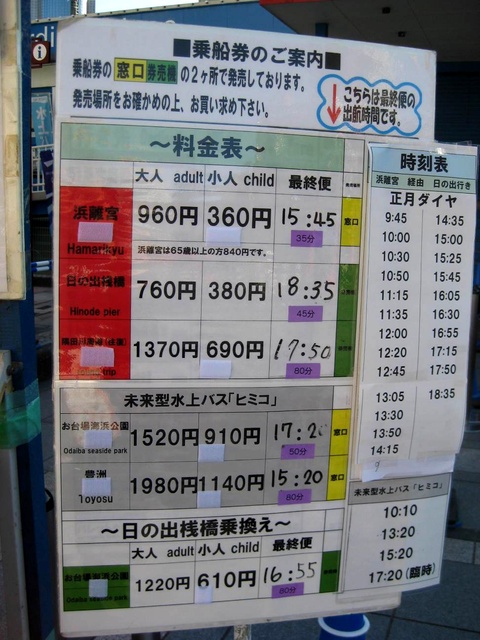 ■乗船券のご案内■
乗船券の 窓口 券売機 の2ヶ所で発売しております。
発売場所をお確かめの上、お買い求め下さい。
こちらは最終便の
出航時間です。
～料金表～
大人 adult 小人 child 最終便
浜離宮 960円 360円 15:45 窓口
35分
Hamarikyu 浜離宮は65歳以上の方840円です。
日の出桟橋 760円 380円 18:35
Hinode pier 45分
1370円 690円 17:50
trip 80分
未来型水上バス「ヒミコ」
お台場海浜公園 1520円 910円 17:20 窓口
Odaiba seaside park 50分
豊洲 1980円 1140円 15:20 窓口
Toyosu 80分
～日の出桟橋乗換え～
大人 adult 小人 child 最終便
お台場海浜公園 1220円 610円 16:55
Odaiba seaside park 80分
時刻表
浜離宮 経由 日の出行き
正月ダイヤ
9:45 14:35
10:00 15:00
10:30 15:25
10:50 15:45
11:15 16:05
11:35 16:30
12:00 16:55
12:20 17:15
12:45 17:50
13:05 18:35
13:30
13:50
14:15
未来型水上バス「ヒミコ」
10:10
13:20
15:20
17:20(臨時)